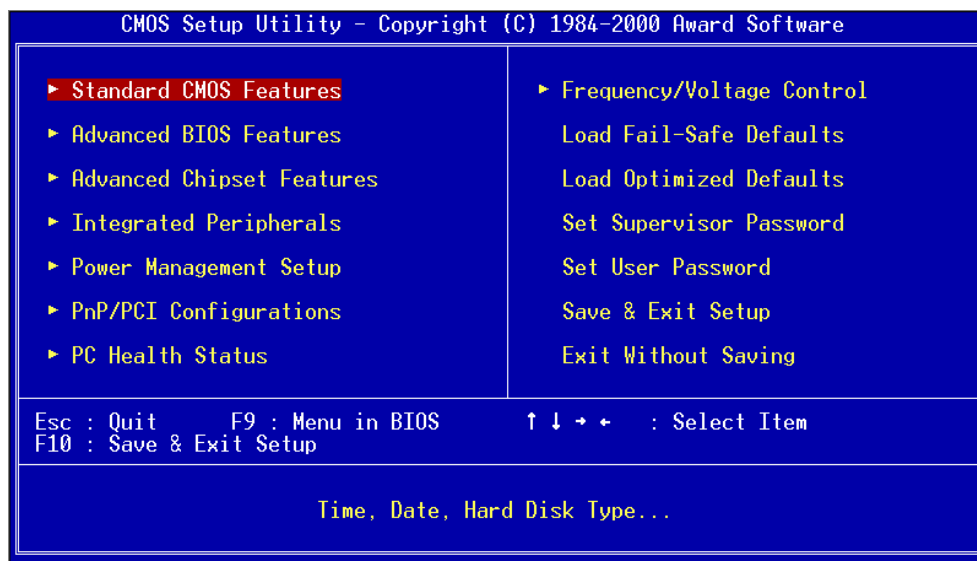 CMOS Setup Utility - Copyright (C) 1984-2000 Award Software
► Standard CMOS Features
► Advanced BIOS Features
► Advanced Chipset Features
► Integrated Peripherals
► Power Management Setup
► PnP/PCI Configurations
► PC Health Status
► Frequency/Voltage Control
Load Fail-Safe Defaults
Load Optimized Defaults
Set Supervisor Password
Set User Password
Save & Exit Setup
Exit Without Saving
Esc : Quit F9 : Menu in BIOS ↑ ↓ → ← : Select Item
F10 : Save & Exit Setup
Time, Date, Hard Disk Type...